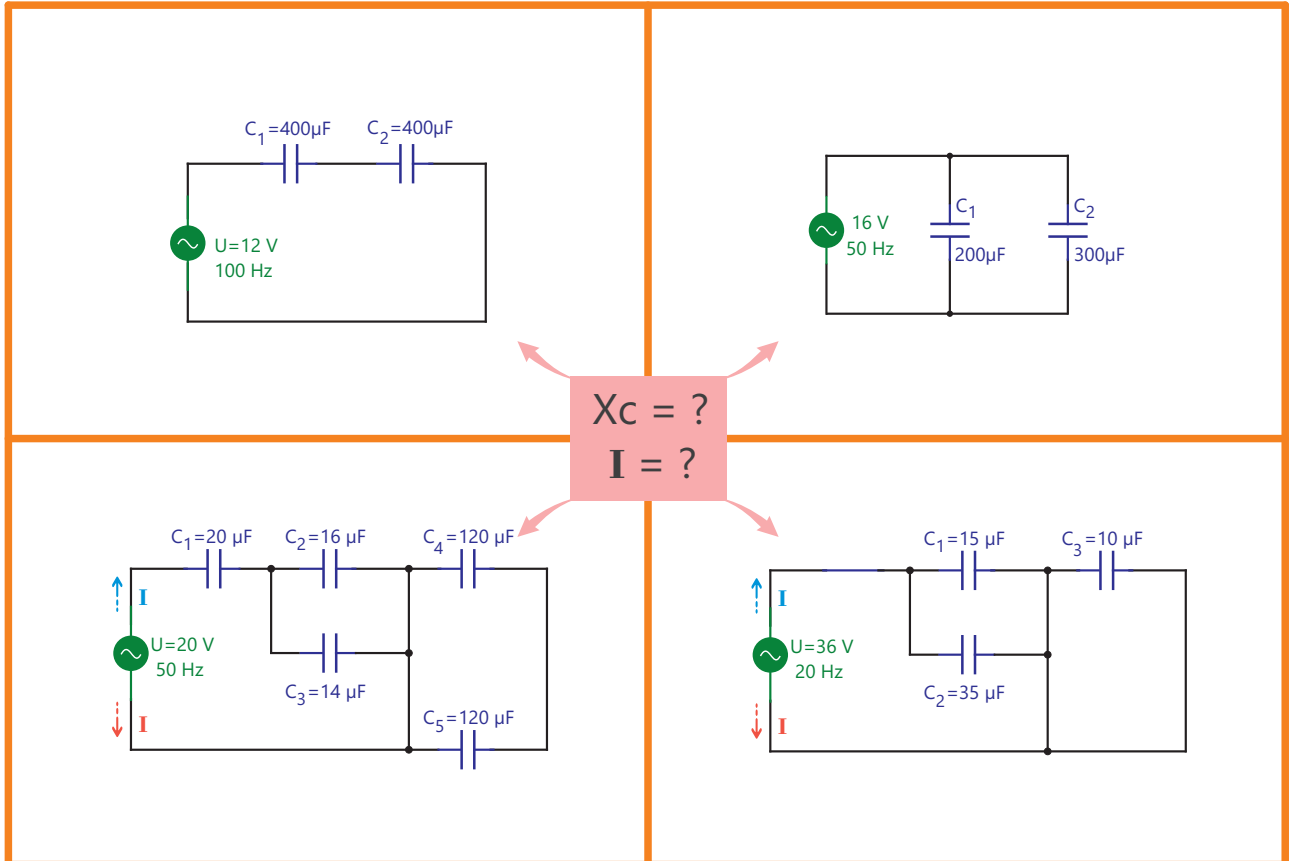 C1=400µF
C2=400µF
U=12 V
100 Hz
16 V
50 Hz
C1
200µF
C2
300µF
Xc = ?
I = ?
C1=20 µF
C2=16 µF
C4=120 µF
I
U=20 V
50 Hz
C3=14 µF
I
C5=120 µF
C1=15 µF
C3=10 µF
I
U=36 V
20 Hz
C2=35 µF
I